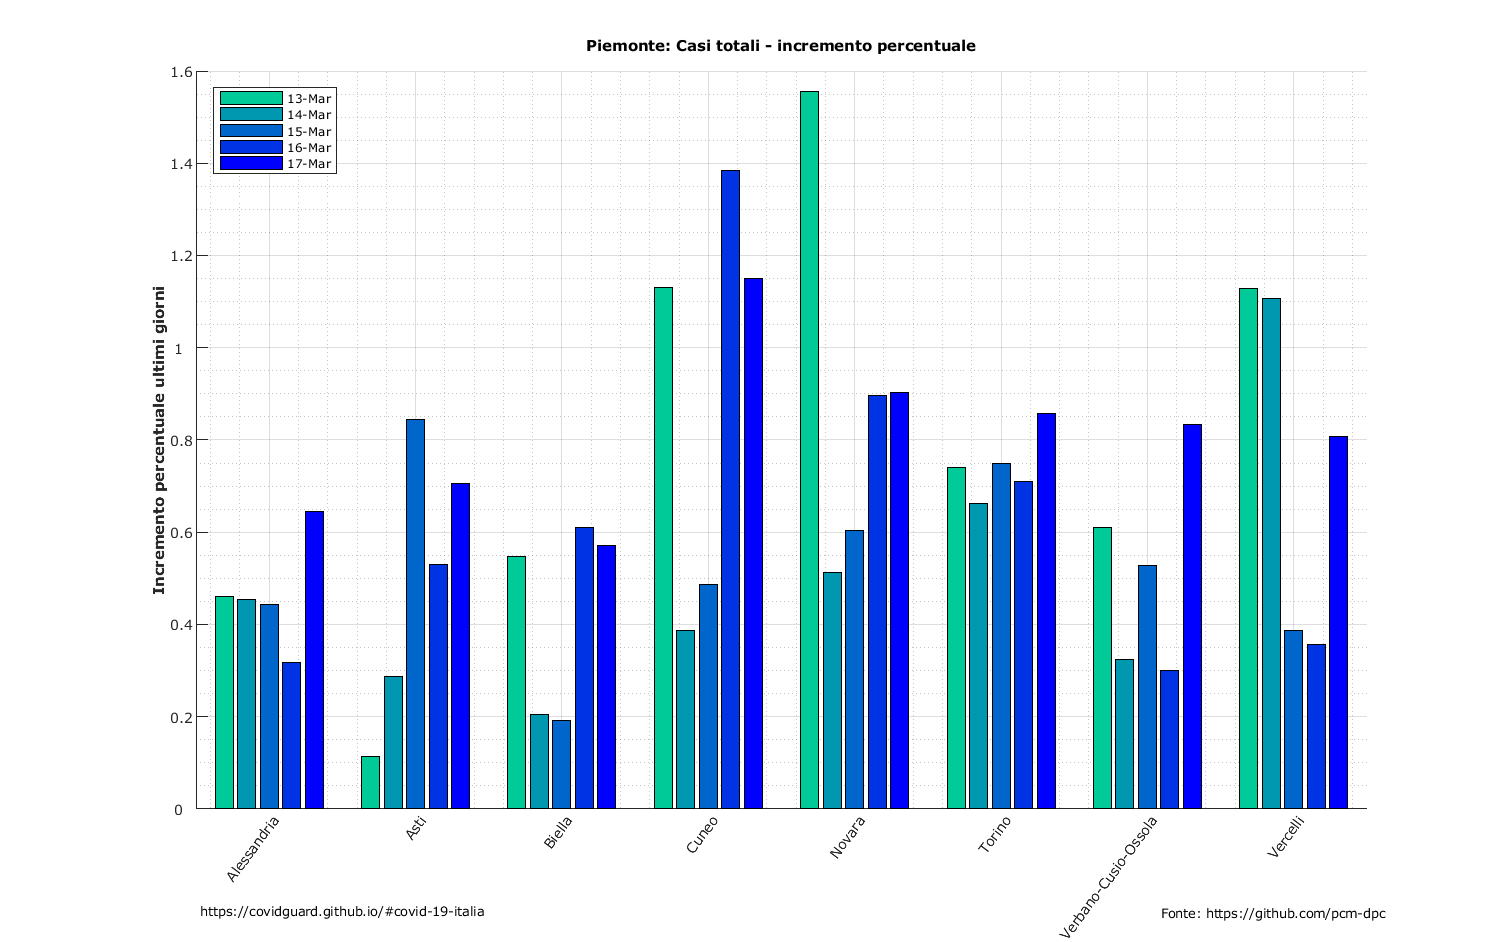 Piemonte: Casi totali - incremento percentuale
1.6
1.4
1.2
1
0.8
0.6
0.4
0.2
0
Incremento percentuale ultimi giorni
13-Mar
14-Mar
15-Mar
16-Mar
17-Mar
Alessandria
Asti
Biella
Cuneo
Novara
Torino
Verbano-Cusio-Ossola
Vercelli
https://covidguard.github.io/#covid-19-italia
Fonte: https://github.com/pcm-dpc